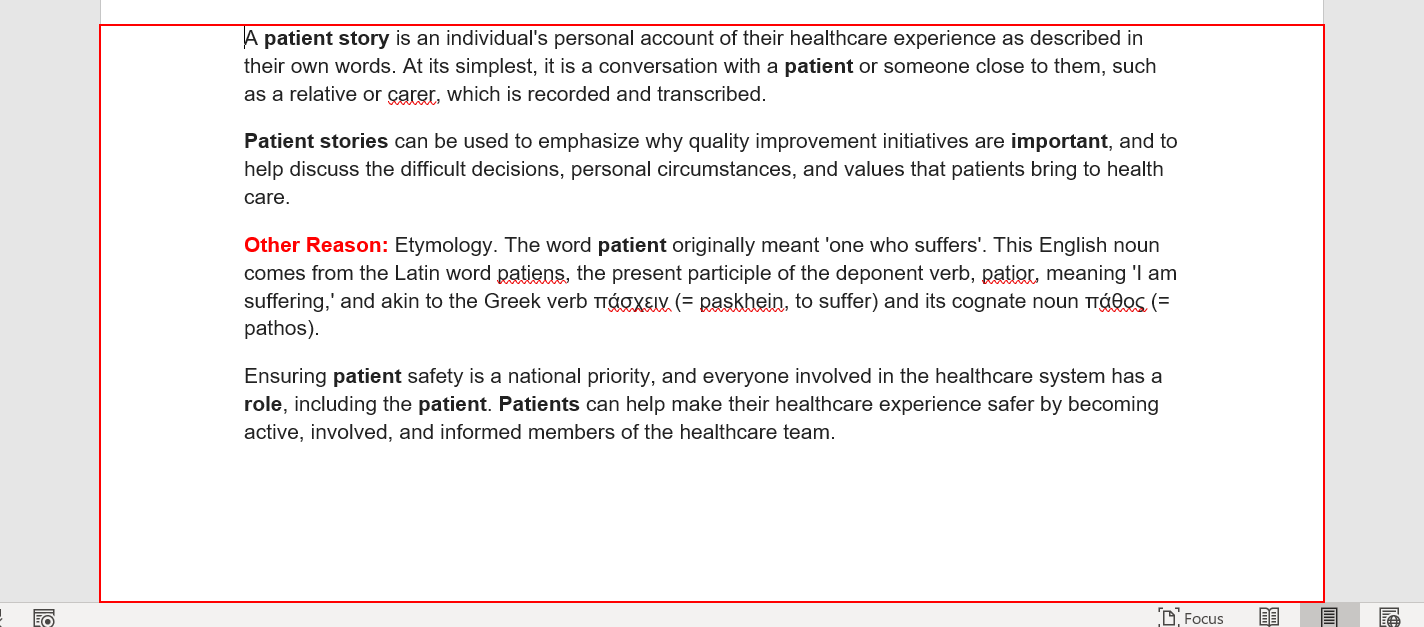 A patient story is an individual's personal account of their healthcare experience as described in
their own words. At its simplest, it is a conversation with a patient or someone close to them, such
as a relative or carer, which is recorded and transcribed.
Patient stories can be used to emphasize why quality improvement initiatives are important, and to
help discuss the difficult decisions, personal circumstances, and values that patients bring to health
care.
Other Reason: Etymology. The word patient originally meant 'one who suffers'. This English noun
comes from the Latin word patiens, the present participle of the deponent verb, patior, meaning 'I am
suffering,' and akin to the Greek verb πάσχειν (= paskhein, to suffer) and its cognate noun πάθος (=
pathos).
Ensuring patient safety is a national priority, and everyone involved in the healthcare system has a
role, including the patient. Patients can help make their healthcare experience safer by becoming
active, involved, and informed members of the healthcare team.
Focus